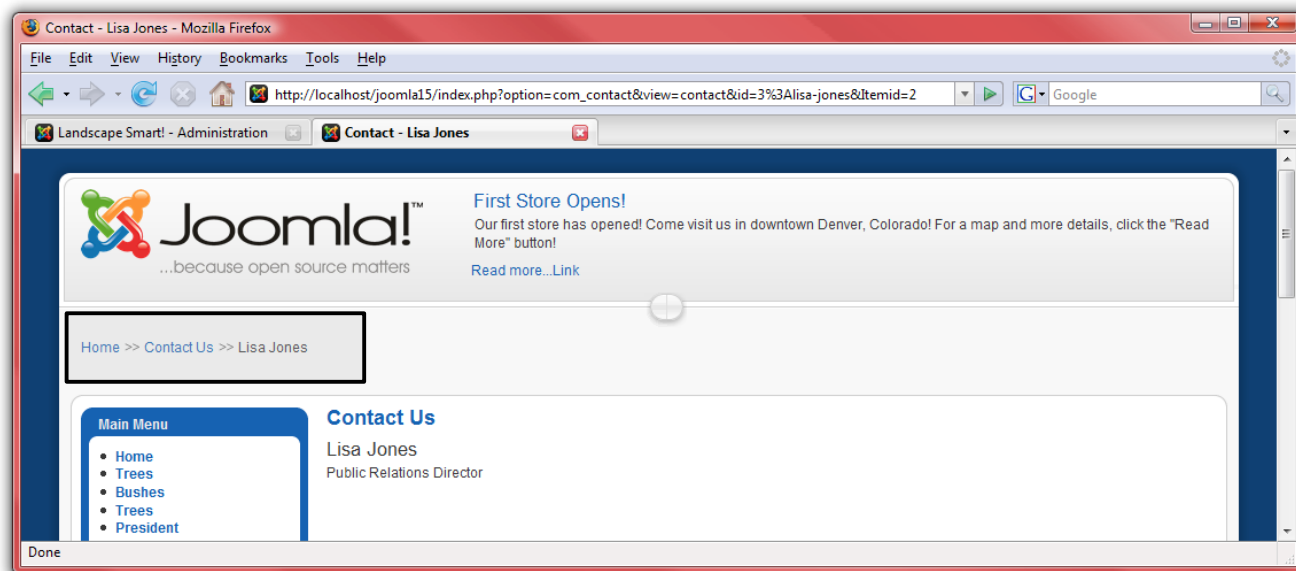 Contact - Lisa Jones - Mozilla Firefox
File Edit View History Bookmarks Tools Help
http://localhost/joomla15/index.php?option=com_contact&view=contact&id=3%3Alisa-jones&Itemid=2 G Google
Landscape Smart! - Administration Contact - Lisa Jones
Joomla!™
...because open source matters
First Store Opens!
Our first store has opened! Come visit us in downtown Denver, Colorado! For a map and more details, click the "Read
More" button!
Read more...Link
Home >> Contact Us >> Lisa Jones
Main Menu
• Home
• Trees
• Bushes
• Trees
• President
Contact Us
Lisa Jones
Public Relations Director
Done